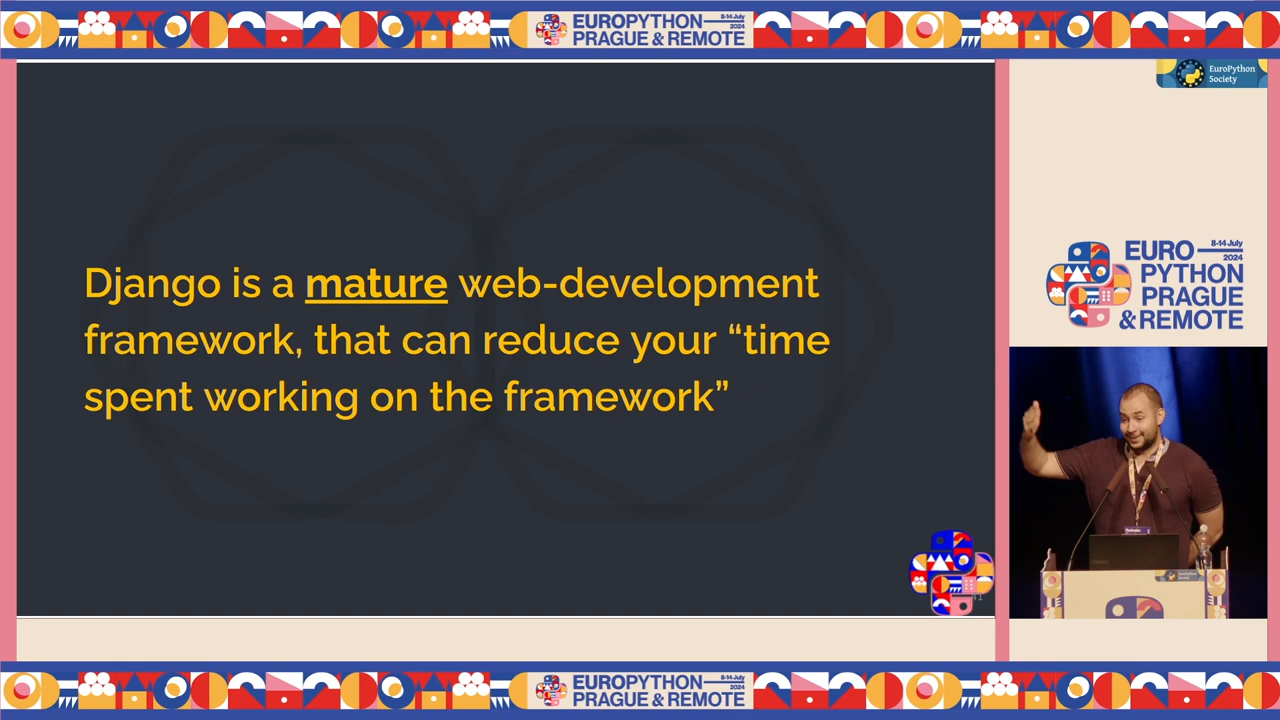 EUROPYTHON 8-14 July
2024
PRAGUE & REMOTE
EuroPython
Society
Django is a mature web-development
framework, that can reduce your “time
spent working on the framework”
EURO 8-14 July
2024
PYTHON
PRAGUE
& REMOTE
EUROPYTHON 8-14 July
2024
PRAGUE & REMOTE